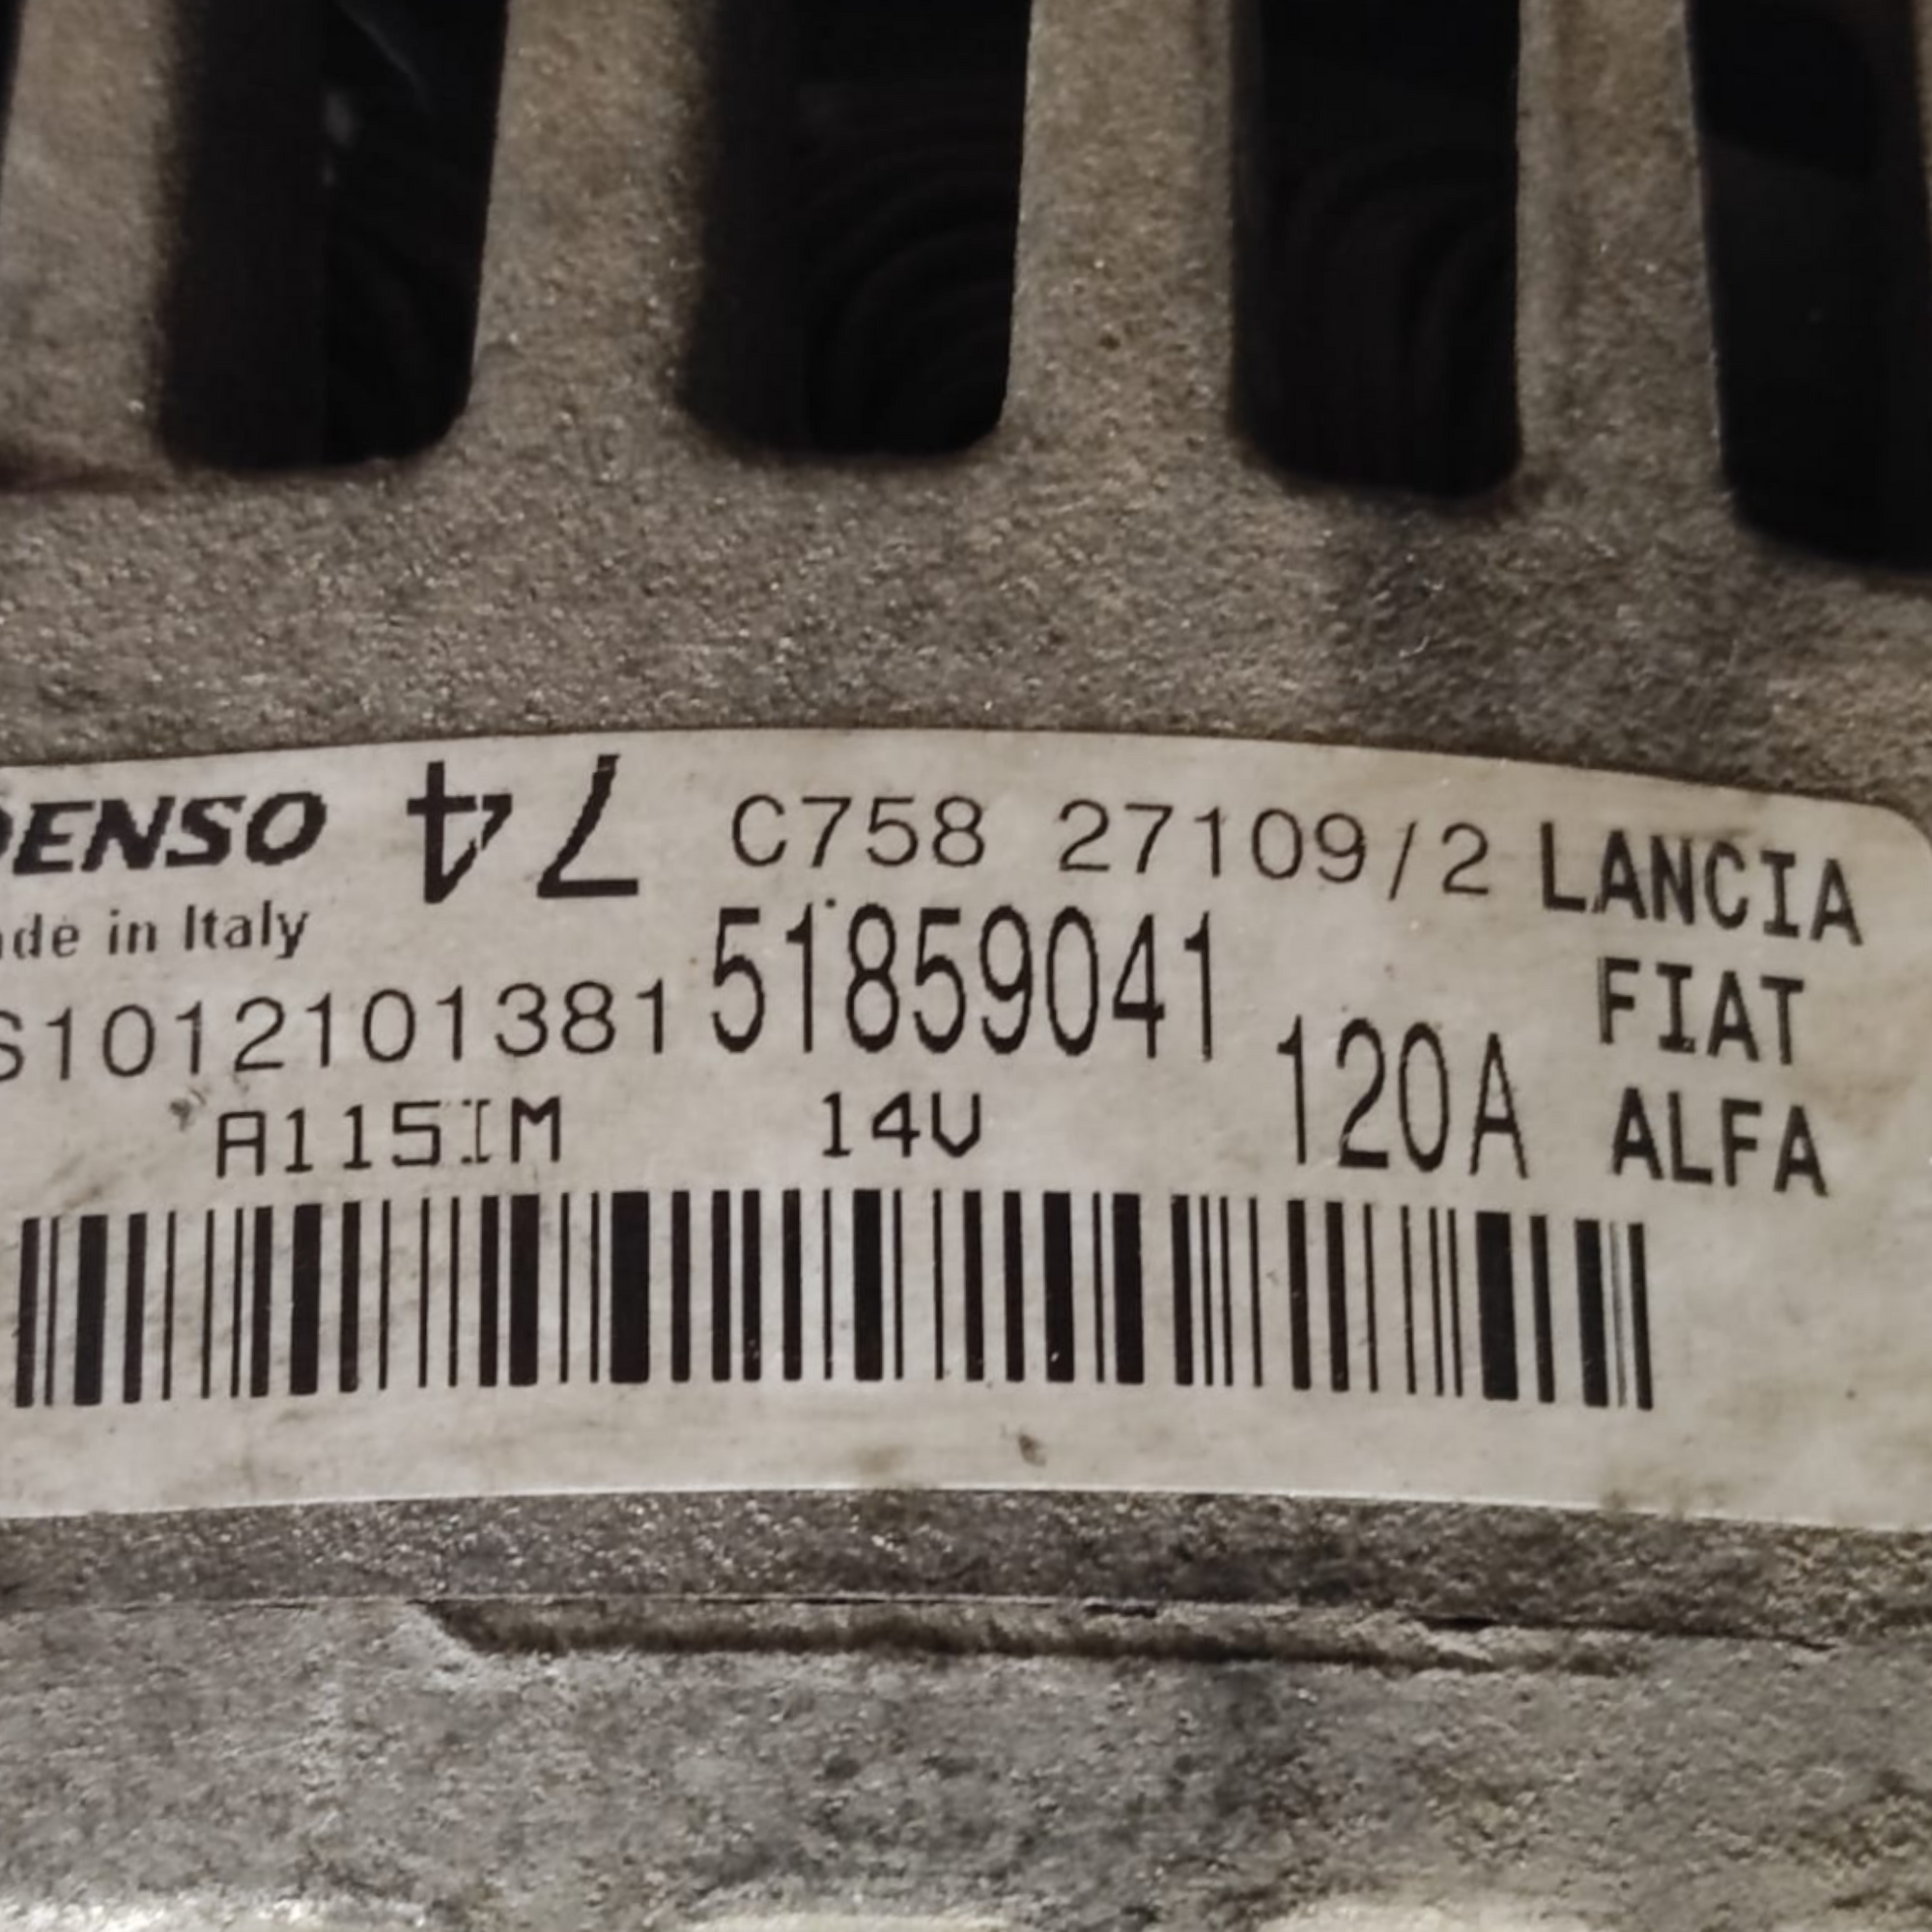 DENSO 74 C758 27109/2 LANCIA
ade in Italy FIAT
S1012101381 51859041 120A ALFA
A115IM 14V